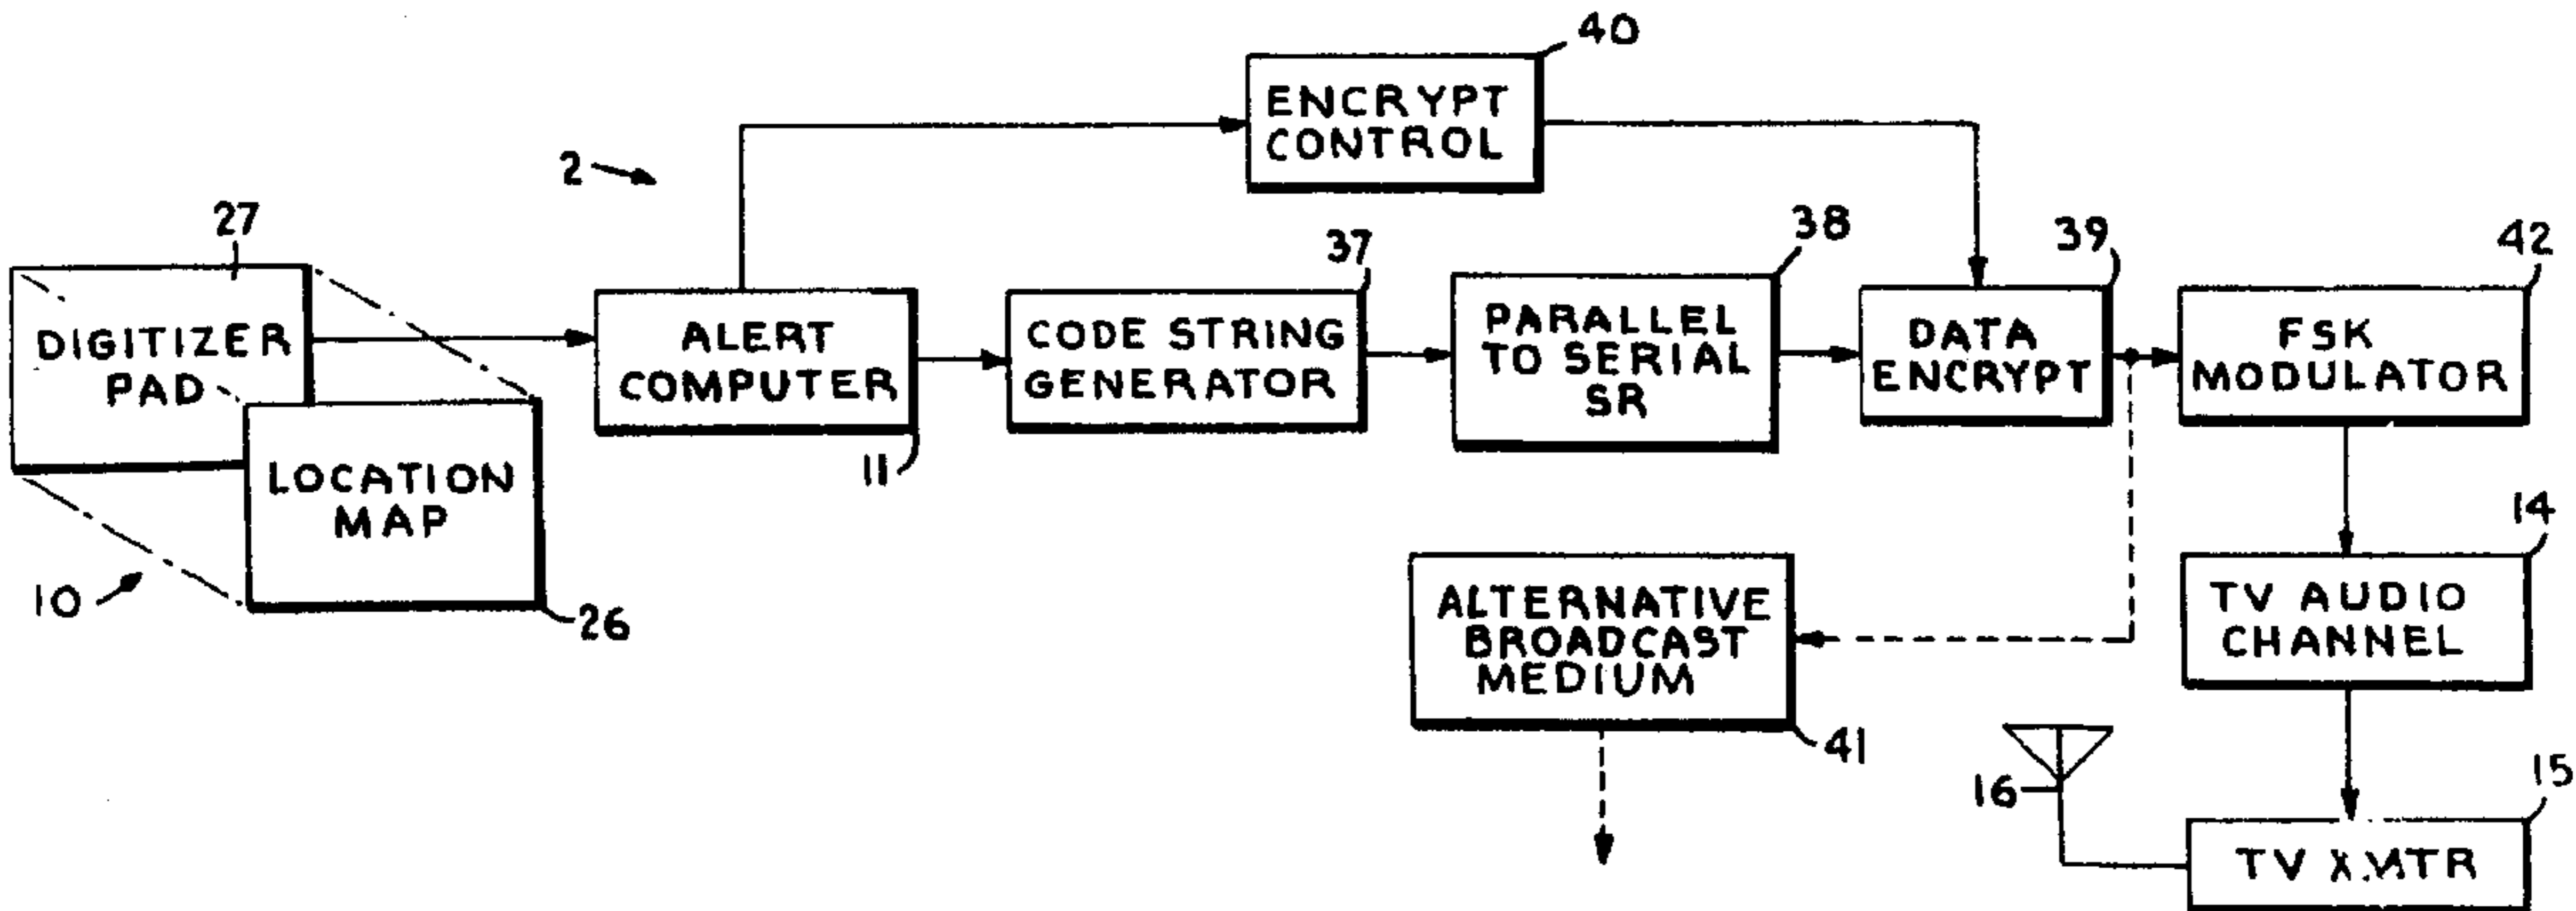 40
ENCRYPT
CONTROL
2
27
37
38
39
42
DIGITIZER
PAD
ALERT
COMPUTER
CODE STRING
GENERATOR
PARALLEL
TO SERIAL
SR
DATA
ENCRYPT
FSK
MODULATOR
11
LOCATION
MAP
10
26
14
ALTERNATIVE
BROADCAST
MEDIUM
TV AUDIO
CHANNEL
41
16
15
TV XMTR